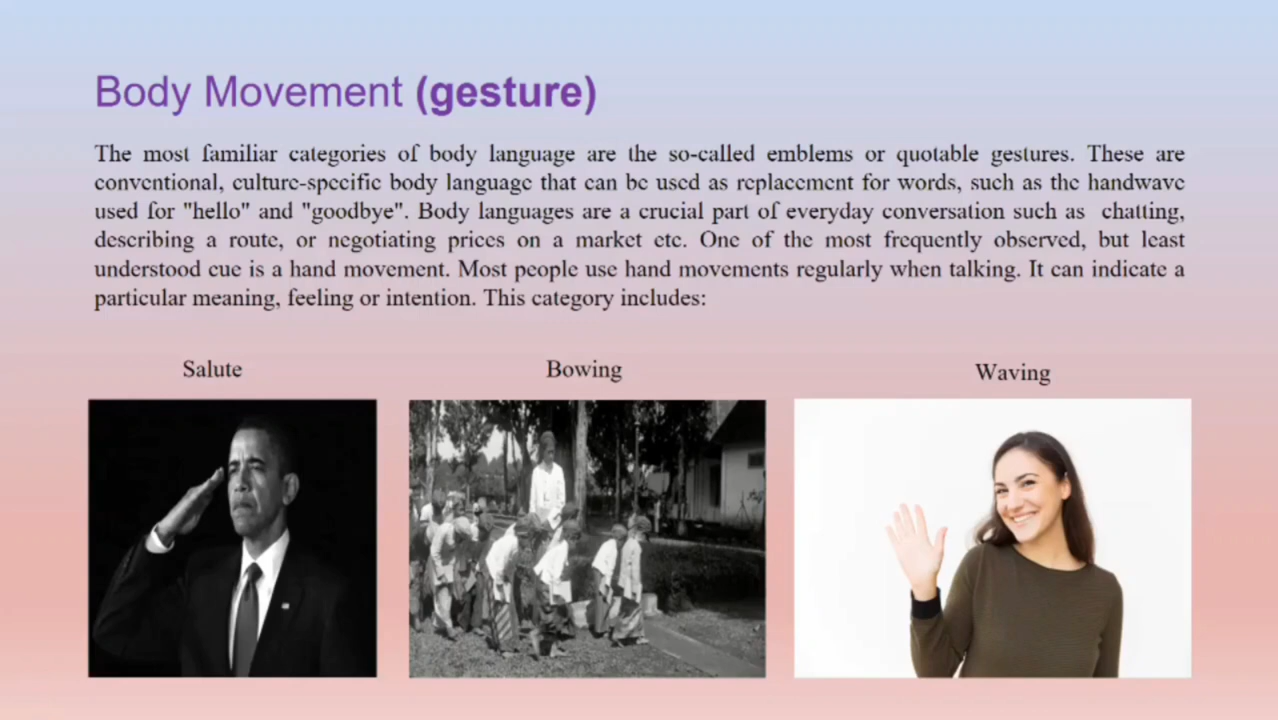 Body Movement (gesture)
The most familiar categories of body language are the so-called emblems or quotable gestures. These are
conventional, culture-specific body language that can be used as replacement for words, such as the handwave
used for "hello" and "goodbye". Body languages are a crucial part of everyday conversation such as chatting,
describing a route, or negotiating prices on a market etc. One of the most frequently observed, but least
understood cue is a hand movement. Most people use hand movements regularly when talking. It can indicate a
particular meaning, feeling or intention. This category includes:
Salute
Bowing
Waving